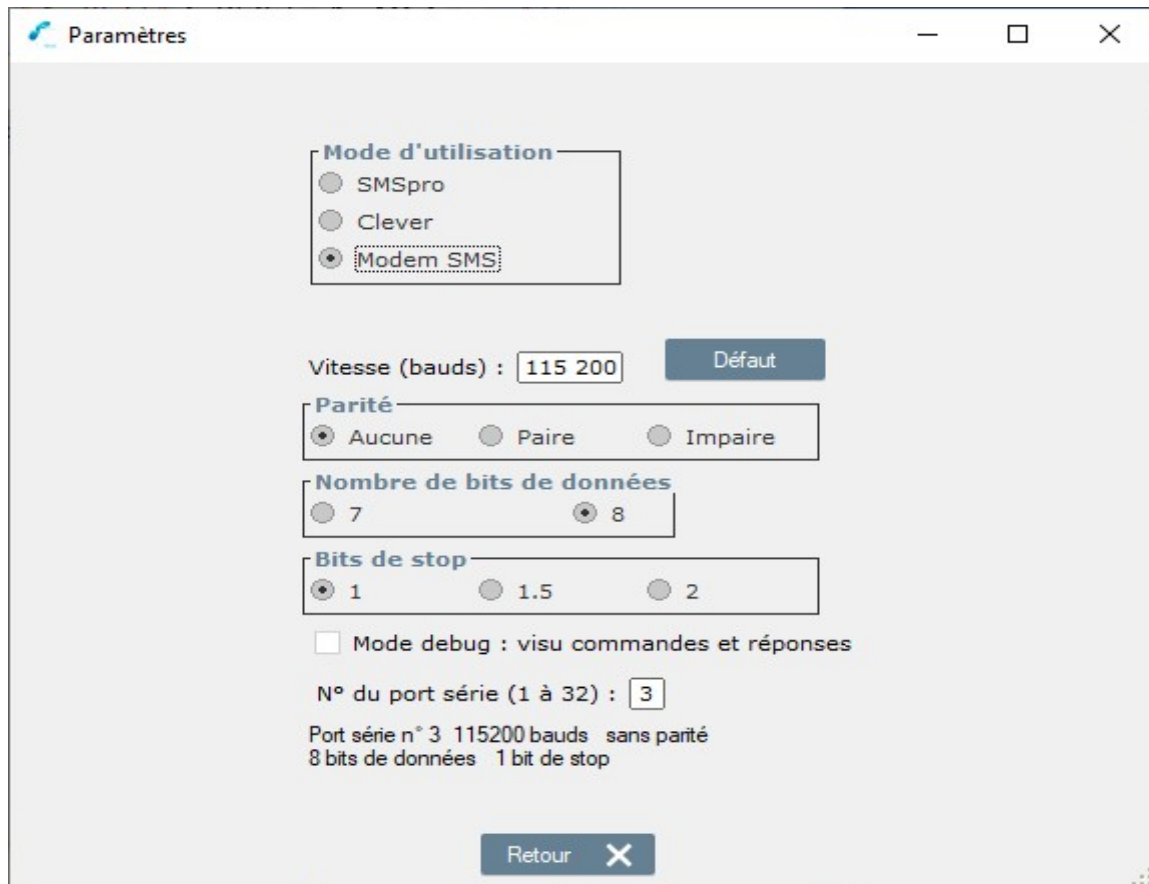 Paramètres
Mode d'utilisation
SMSpro
Clever
Modem SMS
Vitesse (bauds) : 115 200 Défaut
Parité
Aucune Paire Impaire
Nombre de bits de données
7 8
Bits de stop
1 1.5 2
Mode debug : visu commandes et réponses
N° du port série (1 à 32) : 3
Port série n° 3 115200 bauds sans parité
8 bits de données 1 bit de stop
Retour